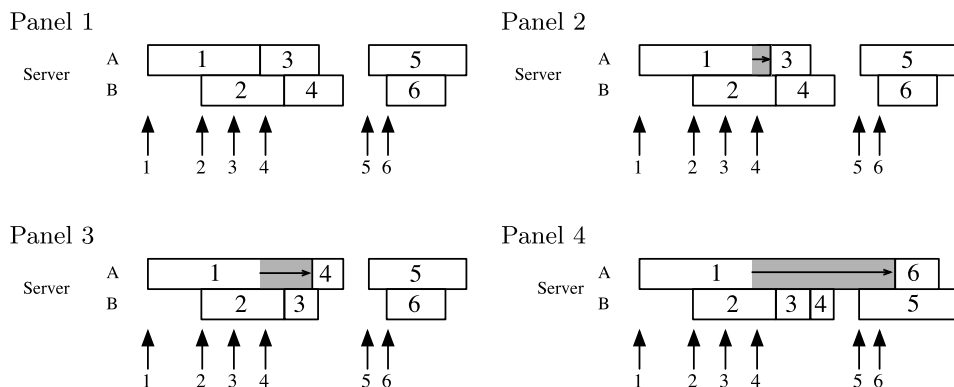 Panel 1
A 1 3 5
Server
B 2 4 6
1 2 3 4 5 6
Panel 2
A 1 3 5
Server
B 2 4 6
1 2 3 4 5 6
Panel 3
A 1 4 5
Server
B 2 3 6
1 2 3 4 5 6
Panel 4
A 1 6
Server
B 2 3 4 5
1 2 3 4 5 6